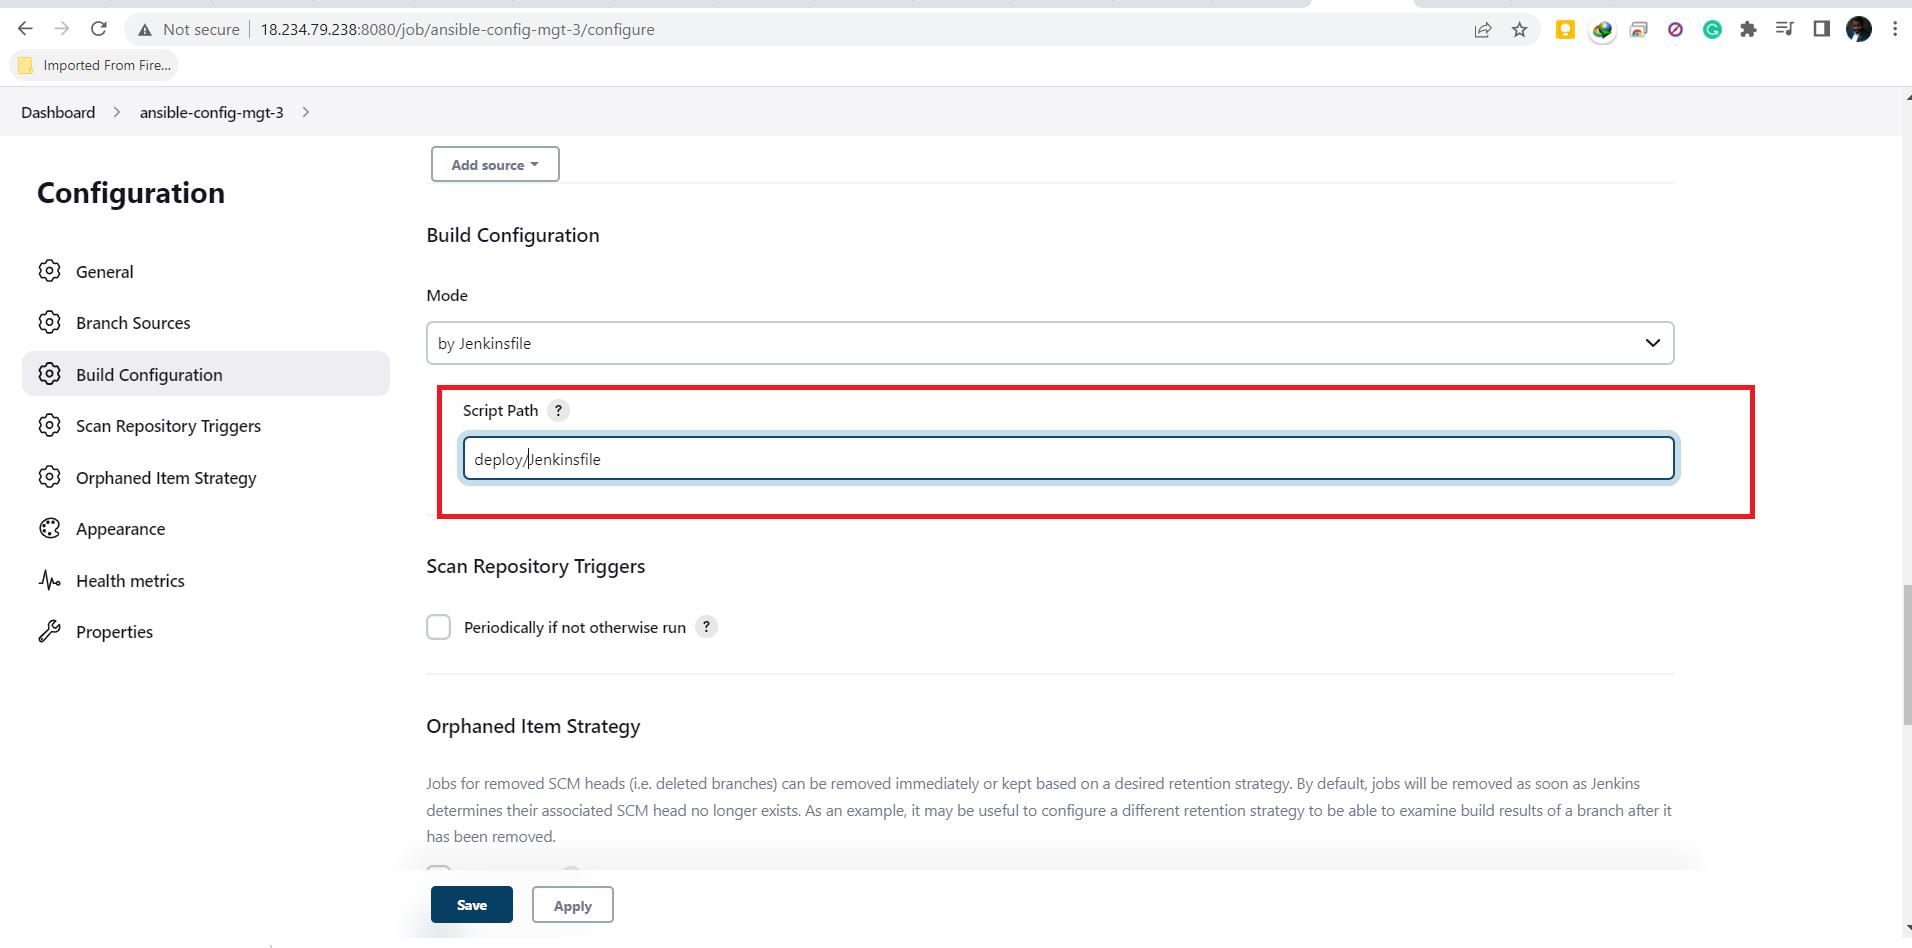 Not secure
18.234.79.238:8080/job/ansible-config-mgt-3/configure
Imported From Fire...
Dashboard
ansible-config-mgt-3
Configuration
General
Branch Sources
Build Configuration
Scan Repository Triggers
Orphaned Item Strategy
Appearance
Health metrics
Properties
Add source
Build Configuration
Mode
by Jenkinsfile
Script Path ?
deploy/Jenkinsfile
Scan Repository Triggers
Periodically if not otherwise run ?
Orphaned Item Strategy
Jobs for removed SCM heads (i.e. deleted branches) can be removed immediately or kept based on a desired retention strategy. By default, jobs will be removed as soon as Jenkins
determines their associated SCM head no longer exists. As an example, it may be useful to configure a different retention strategy to be able to examine build results of a branch after it
has been removed.
Save
Apply